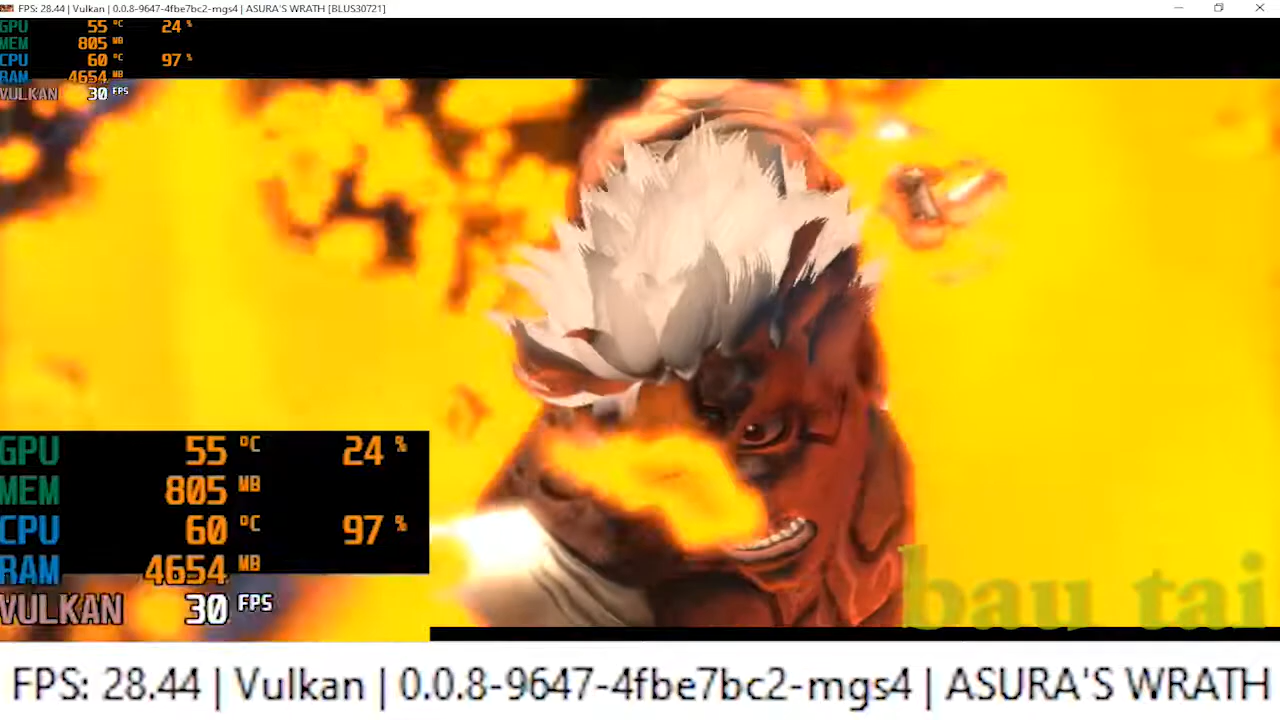 FPS: 28.44 | Vulkan | 0.0.8-9647-4fbe7bc2-mgs4 | ASURA'S WRATH [BLUS30721]
GPU 55 °C 24 %
MEM 805 MB
CPU 60 °C 97 %
RAM 4654 MB
VULKAN 30 FPS
GPU 55 °C 24 %
MEM 805 MB
CPU 60 °C 97 %
RAM 4654 MB
VULKAN 30 FPS
bau tai
FPS: 28.44 | Vulkan | 0.0.8-9647-4fbe7bc2-mgs4 | ASURA'S WRATH